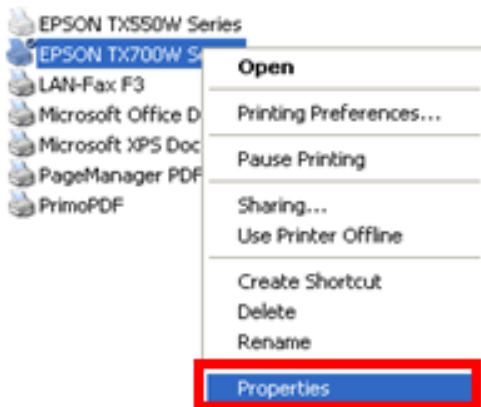 EPSON TX550W Series
EPSON TX700W S
LAN-Fax F3
Microsoft Office D
Microsoft XPS Doc
PageManager PDF
PrimoPDF
Open
Printing Preferences...
Pause Printing
Sharing...
Use Printer Offline
Create Shortcut
Delete
Rename
Properties